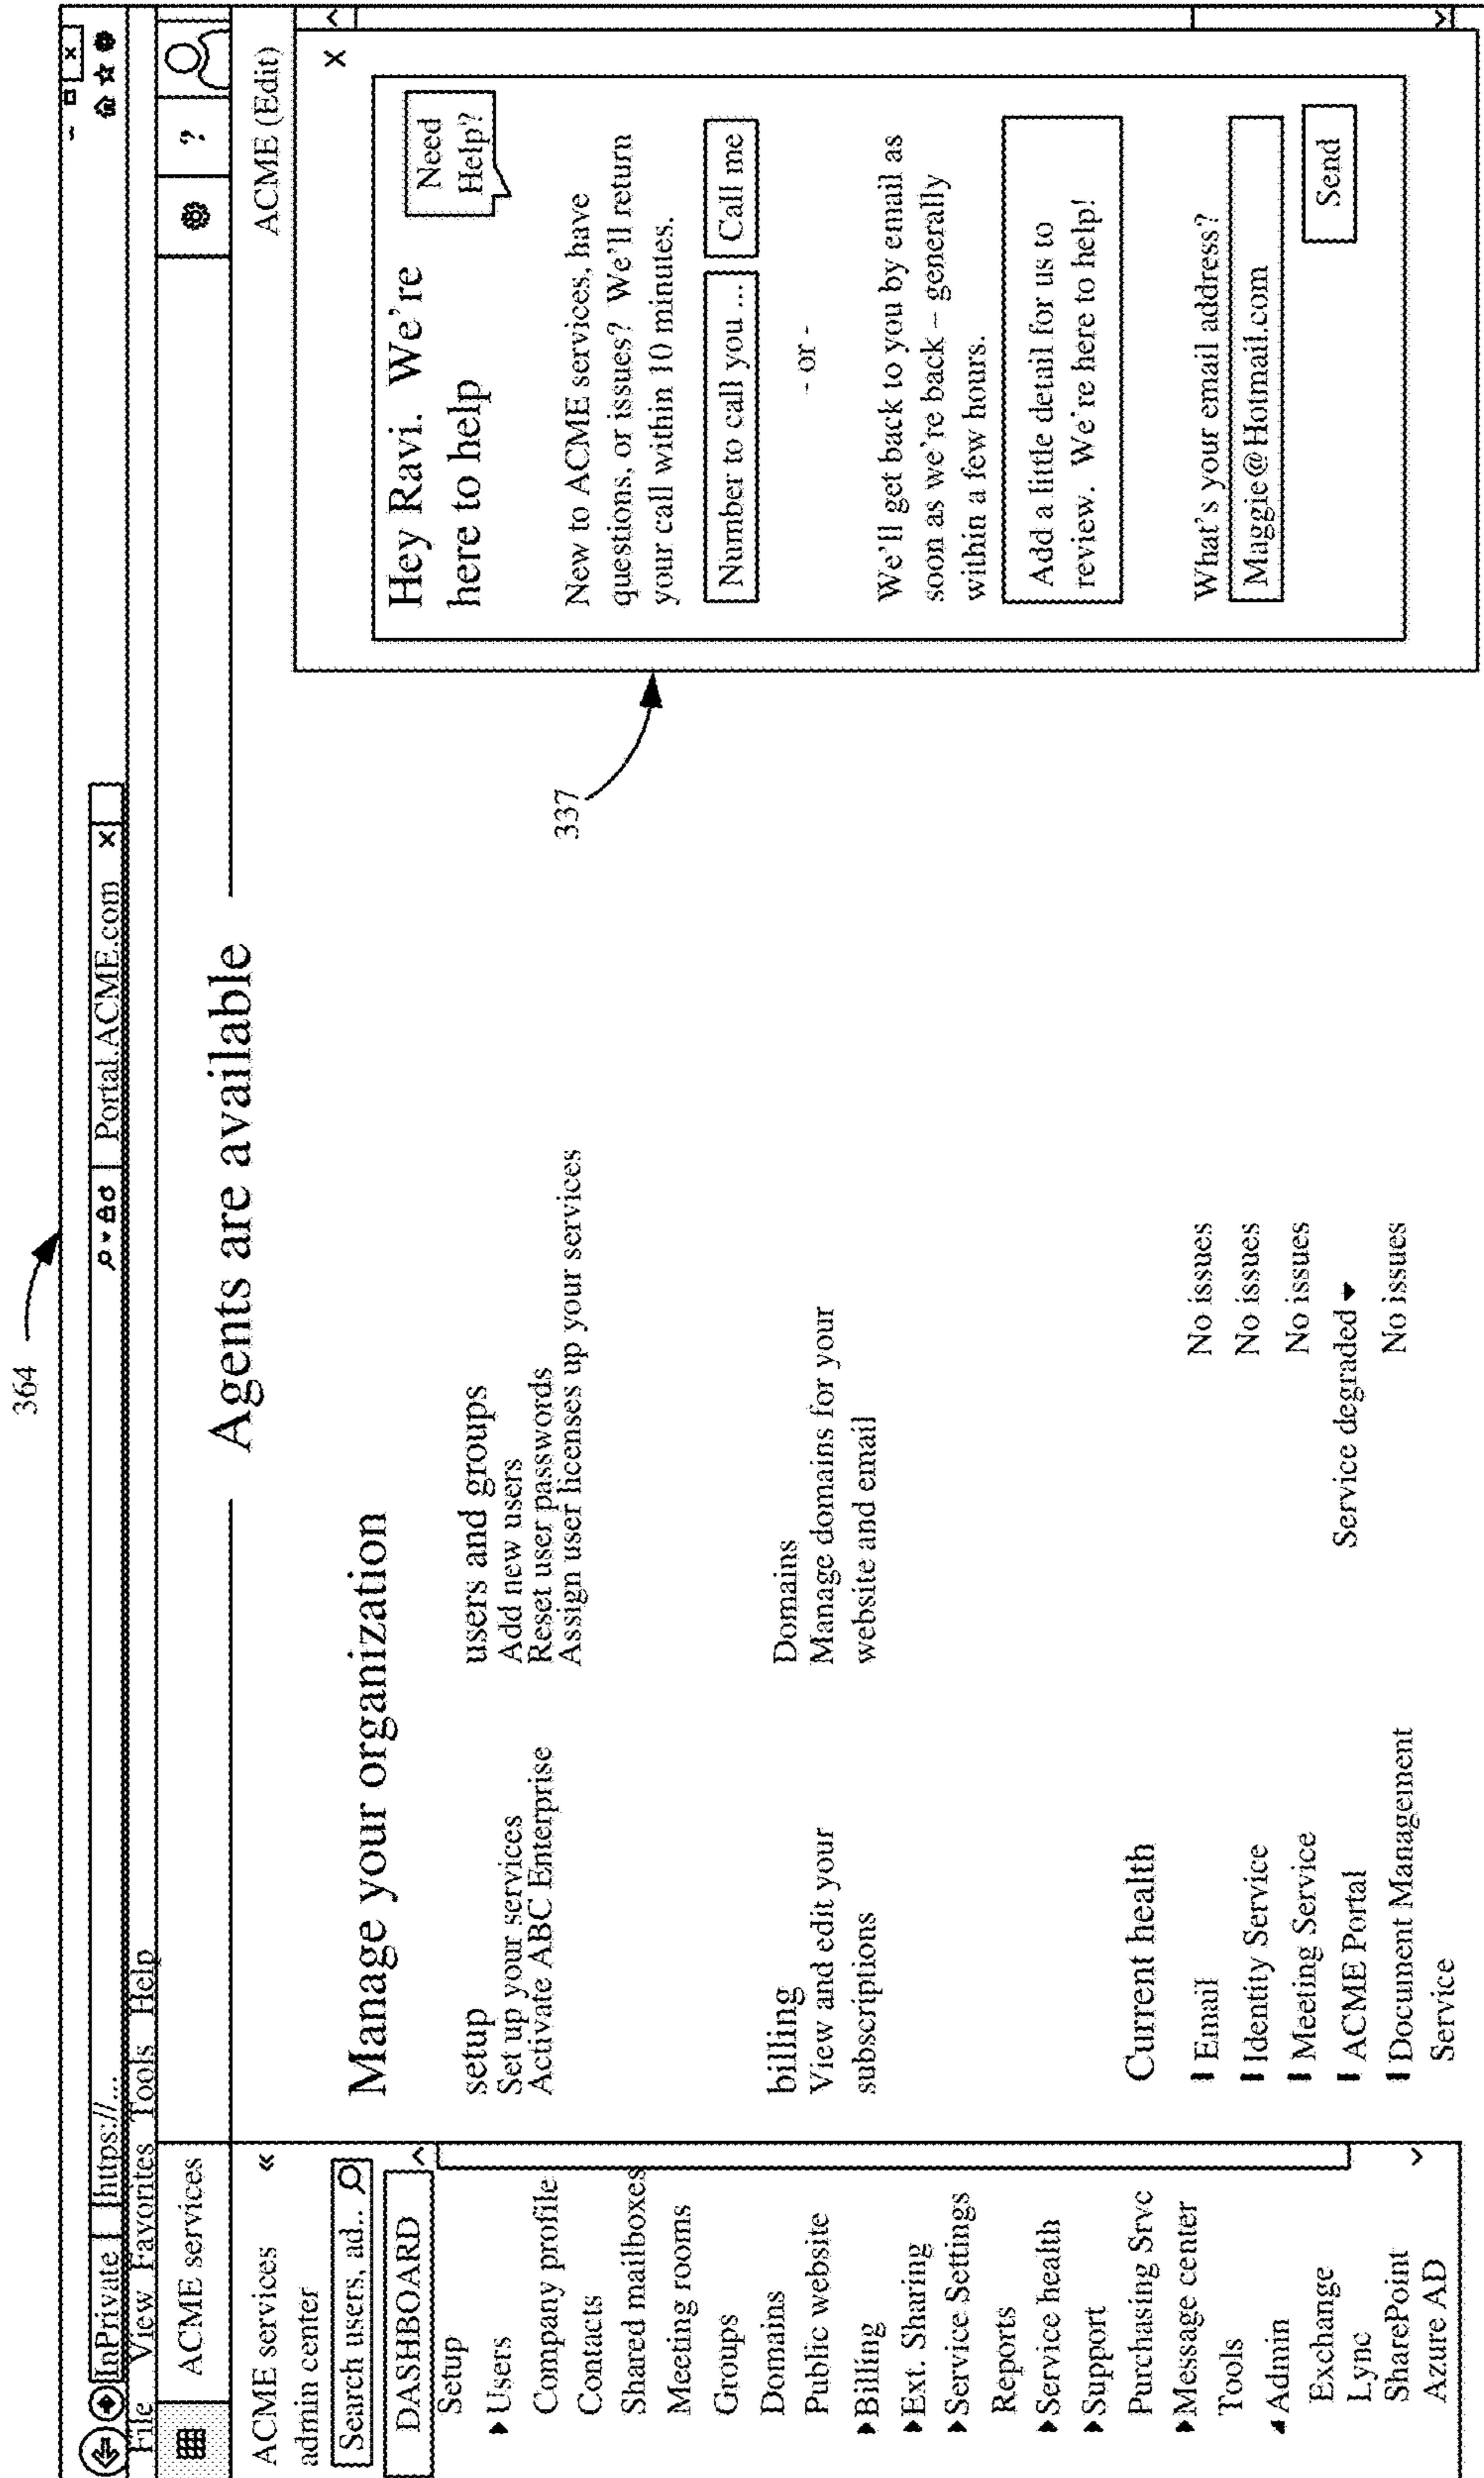 364
InPrivate https://...
Portal.ACME.com X
File View Favorites Tools Help
ACME services
?
Agents are available
ACME (Edit)
ACME services «
admin center
Search users, ad..
DASHBOARD
Setup
Users
Company profile
Contacts
Shared mailboxes
Meeting rooms
Groups
Domains
Public website
Billing
Ext. Sharing
Service Settings
Reports
Service health
Support
Purchasing Srvc
Message center
Tools
Admin
Exchange
Lync
SharePoint
Azure AD
Manage your organization
setup
Set up your services
Activate ABC Enterprise
users and groups
Add new users
Reset user passwords
Assign user licenses up your services
billing
View and edit your
subscriptions
Domains
Manage domains for your
website and email
Current health
Email No issues
Identity Service No issues
Meeting Service No issues
ACME Portal Service degraded
Document Management No issues
Service
337
X
Hey Ravi. We're
here to help
Need
Help?
New to ACME services, have
questions, or issues? We'll return
your call within 10 minutes.
Number to call you ... Call me
- or -
We'll get back to you by email as
soon as we're back – generally
within a few hours.
Add a little detail for us to
review. We're here to help!
What's your email address?
Maggie@Hotmail.com
Send